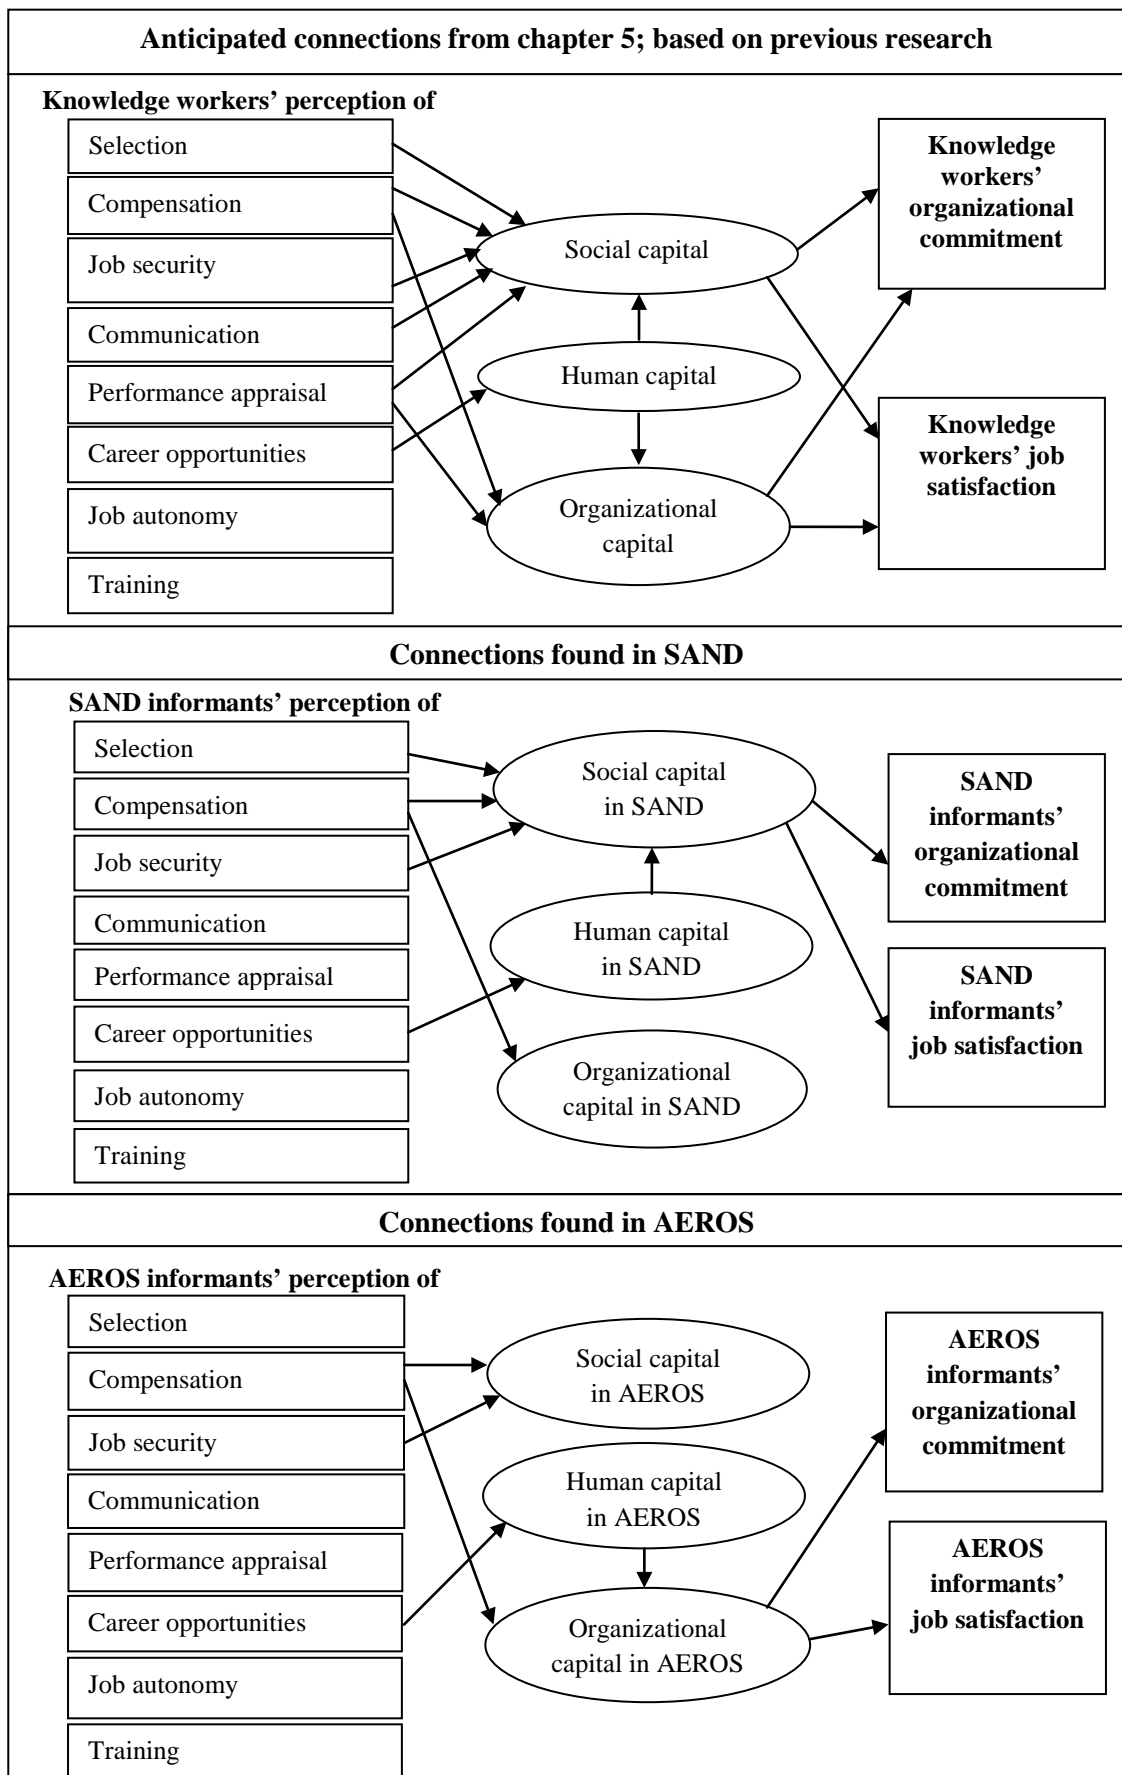 Anticipated connections from chapter 5; based on previous research
Knowledge workers’ perception of
Selection
Compensation
Job security
Communication
Performance appraisal
Career opportunities
Job autonomy
Training
Social capital
Human capital
Organizational
capital
Knowledge
workers’
organizational
commitment
Knowledge
workers’ job
satisfaction
Connections found in SAND
SAND informants’ perception of
Selection
Compensation
Job security
Communication
Performance appraisal
Career opportunities
Job autonomy
Training
Social capital
in SAND
Human capital
in SAND
Organizational
capital in SAND
SAND
informants’
organizational
commitment
SAND
informants’
job satisfaction
Connections found in AEROS
AEROS informants’ perception of
Selection
Compensation
Job security
Communication
Performance appraisal
Career opportunities
Job autonomy
Training
Social capital
in AEROS
Human capital
in AEROS
Organizational
capital in AEROS
AEROS
informants’
organizational
commitment
AEROS
informants’
job satisfaction